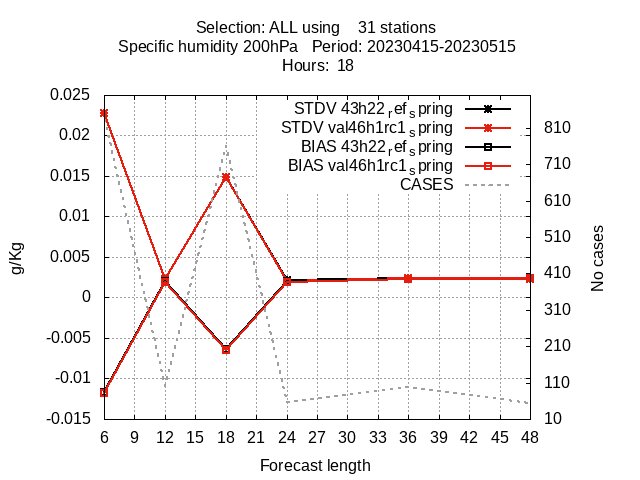 Selection: ALL using    31 stations
Specific humidity 200hPa   Period: 20230415-20230515
Hours:  18
STDV 43h22_ref_spring
STDV val46h1rc1_spring
BIAS 43h22_ref_spring
BIAS val46h1rc1_spring
CASES
0.025
0.02
0.015
0.01
0.005
0
-0.005
-0.01
-0.015
g/Kg
810
710
610
510
410
310
210
110
10
No cases
6 9 12 15 18 21 24 27 30 33 36 39 42 45 48
Forecast length